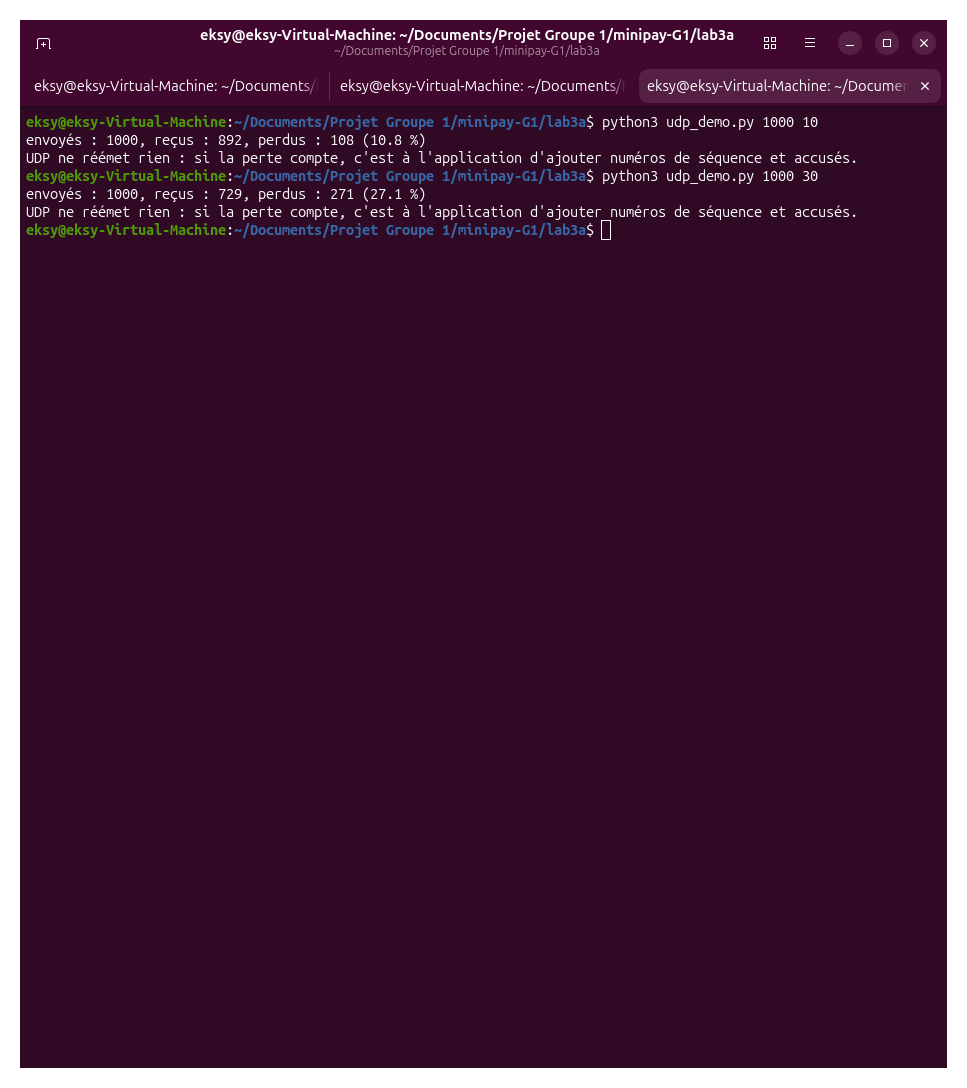 eksy@eksy-Virtual-Machine: ~/Documents/Projet Groupe 1/minipay-G1/lab3a
~/Documents/Projet Groupe 1/minipay-G1/lab3a
eksy@eksy-Virtual-Machine: ~/Documents/ eksy@eksy-Virtual-Machine: ~/Documents/ eksy@eksy-Virtual-Machine: ~/Documen
eksy@eksy-Virtual-Machine:~/Documents/Projet Groupe 1/minipay-G1/lab3a$ python3 udp_demo.py 1000 10
envoyés : 1000, reçus : 892, perdus : 108 (10.8 %)
UDP ne réémet rien : si la perte compte, c'est à l'application d'ajouter numéros de séquence et accusés.
eksy@eksy-Virtual-Machine:~/Documents/Projet Groupe 1/minipay-G1/lab3a$ python3 udp_demo.py 1000 30
envoyés : 1000, reçus : 729, perdus : 271 (27.1 %)
UDP ne réémet rien : si la perte compte, c'est à l'application d'ajouter numéros de séquence et accusés.
eksy@eksy-Virtual-Machine:~/Documents/Projet Groupe 1/minipay-G1/lab3a$